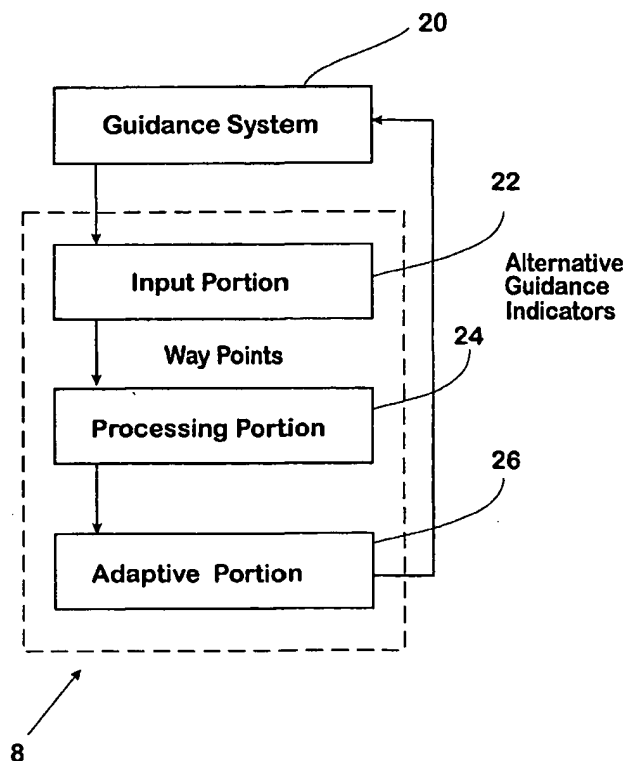 20
Guidance System
22
Input Portion
Alternative
Guidance
Indicators
Way Points
24
Processing Portion
26
Adaptive Portion
8